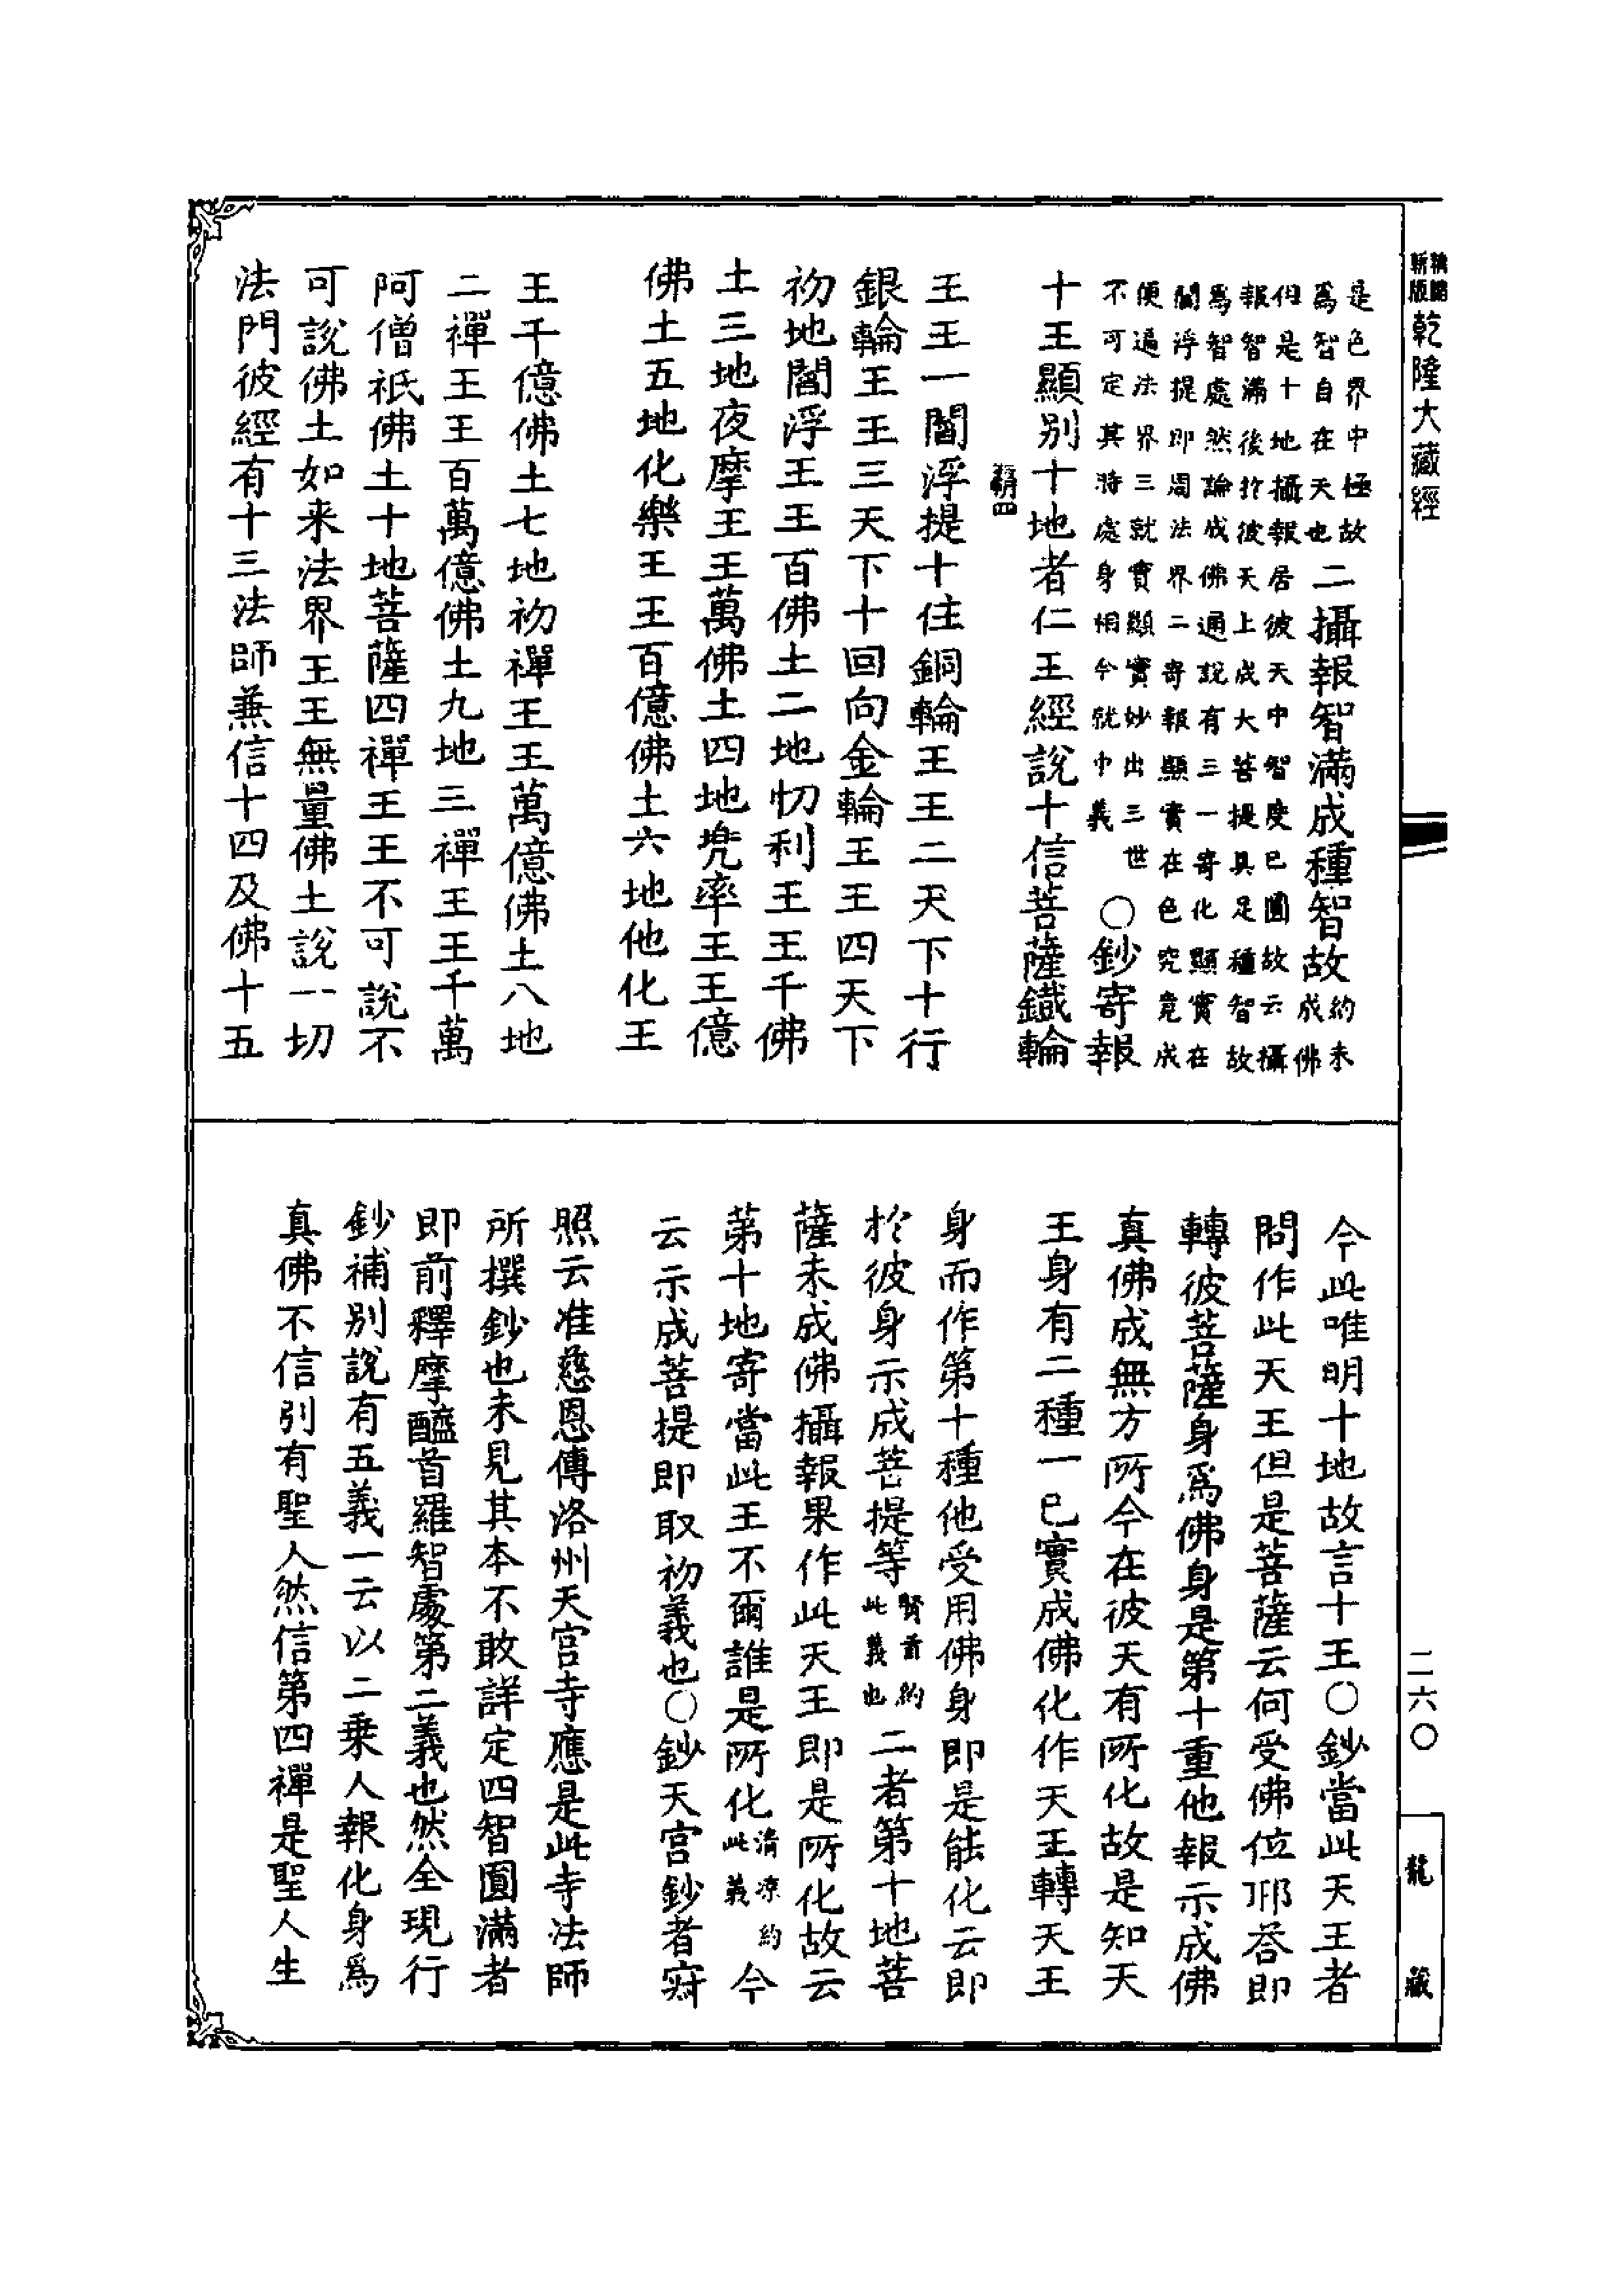 乾隆大藏經
是色界中極故
爲智自在天也
二攝報智滿成種智故
約未
成佛
但是十地攝報居彼天中智度已圓故云攝
報智滿後於彼天上成大菩提具足種智故
爲智處然論成佛通說有三一寄化顯實在
閻浮提即周法界二寄報顯實在色究竟成
便遍法界三就實顯實妙出三世
不可定其時處身相今就中義
○鈔寄報
十王顯別十地者仁王經說十信菩薩鐵輪
王王一閻浮提十住銅輪王王二天下十行
銀輪王王三天下十回向金輪王王四天下
初地閻浮王王百佛土二地忉利王王千佛
土三地夜摩王王萬佛土四地兠率王王億
佛土五地化樂王王百億佛土六地他化王
王千億佛土七地初禪王王萬億佛土八地
二禪王王百萬億佛土九地三禪王王千萬
阿僧祇佛土十地菩薩四禪王王不可說不
可說佛土如来法界王王無量佛土說一切
法門彼經有十三法師兼信十四及佛十五
今此唯明十地故言十王○鈔當此天王者
問作此天王但是菩薩云何受佛位耶荅即
轉彼菩薩身爲佛身是第十重他報示成佛
真佛成無方所今在彼天有所化故是知天
王身有二種一巳實成佛化作天王轉天王
身而作第十種他受用佛身即是能化云即
於彼身示成菩提等
賢首約
此義也
二者第十地菩
薩未成佛攝報果作此天王即是所化故云
第十地寄當此王不爾誰是所化
清凉約
此義
今
云示成菩提即取初義也○鈔天宫鈔者寂
照云准慈恩傳洛州天宫寺應是此寺法師
所撰鈔也未見其本不敢詳定四智圓滿者
即前釋摩醯首羅智處第二義也然全現行
鈔補別說有五義一云以二乗人報化身爲
真佛不信別有聖人然信第四禪是聖人生
二六〇
龍藏